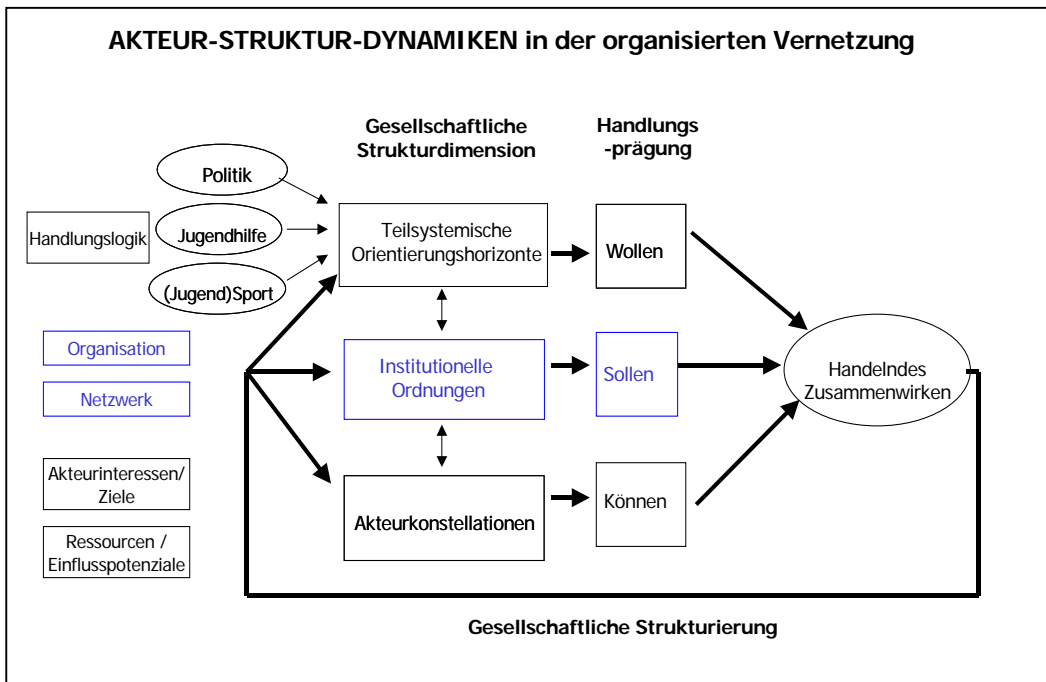 AKTEUR-STRUKTUR-DYNAMIKEN in der organisierten Vernetzung
Gesellschaftliche
Strukturdimension
Handlungs
-prägung
Politik
Jugendhilfe
(Jugend)Sport
Handlungslogik
Teilsystemische
Orientierungshorizonte
Wollen
Organisation
Netzwerk
Institutionelle
Ordnungen
Sollen
Handelndes
Zusammenwirken
Akteurinteressen/
Ziele
Ressourcen /
Einflusspotenziale
Akteurkonstellationen
Können
Gesellschaftliche Strukturierung